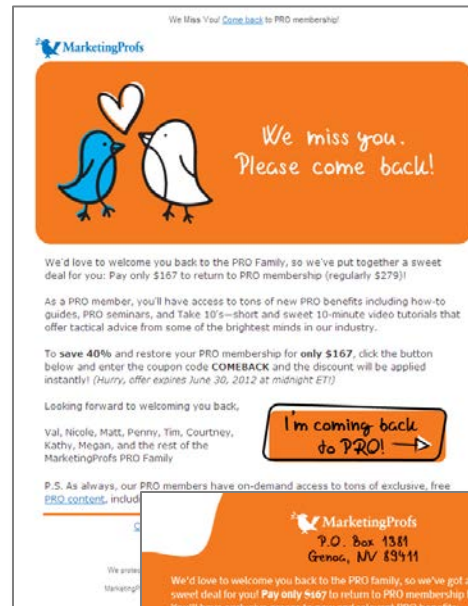 We Miss You! Come back to PRO membership!
MarketingProfs
We miss you.
Please come back!
We'd love to welcome you back to the PRO Family, so we've put together a sweet
deal for you: Pay only $167 to return to PRO membership (regularly $279)!
As a PRO member, you'll have access to tons of new PRO benefits including how-to
guides, PRO seminars, and Take 10's—short and sweet 10-minute video tutorials that
offer tactical advice from some of the brightest minds in our industry.
To save 40% and restore your PRO membership for only $167, click the button
below and enter the coupon code COMEBACK and the discount will be applied
instantly! (Hurry, offer expires June 30, 2012 at midnight ET!)
Looking forward to welcoming you back,
I'm coming back
to PRO!
Val, Nicole, Matt, Penny, Tim, Courtney,
Kathy, Megan, and the rest of the
MarketingProfs PRO Family
P.S. As always, our PRO members have on-demand access to tons of exclusive, free
PRO content,
MarketingProfs
P.O. Box 1381
Genoa, NV 89411
We
We'd love to welcome you back to the PRO family, so we've got a
sweet deal for you! Pay only $167 to return to PRO membership